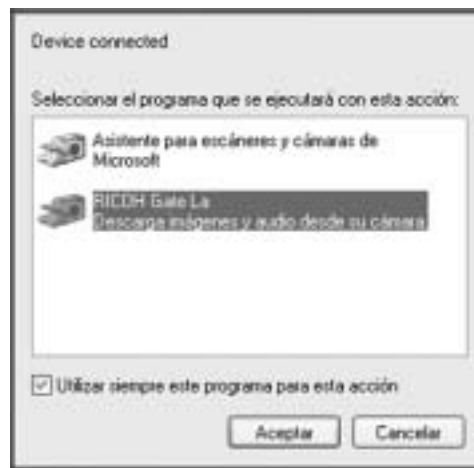 Device connected
Seleccionar el programa que se ejecutará con esta acción:
Asistente para escáneres y cámaras de
Microsoft
RICOH Gate La
Descarga imágenes y audio desde su cámara
Utilizar siempre este programa para esta acción
Aceptar
Cancelar